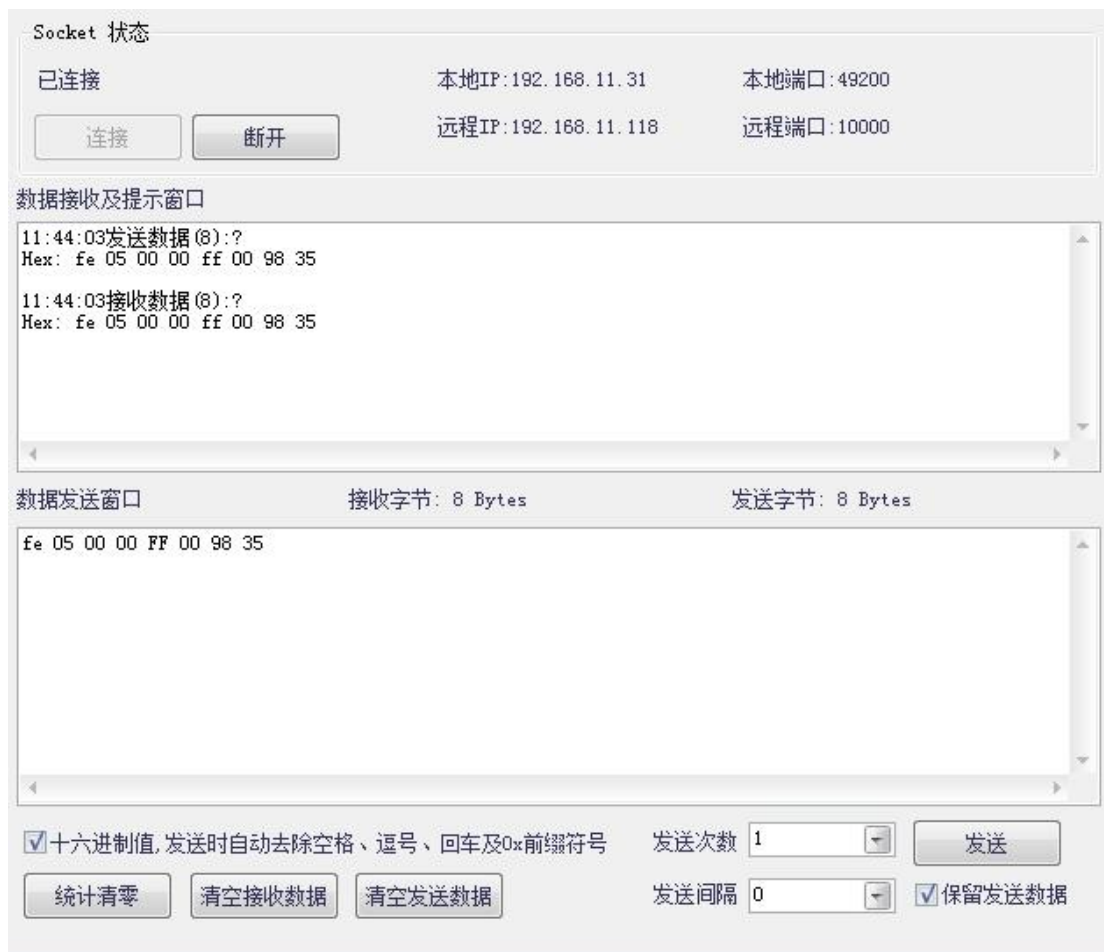 Socket 状态
已连接 本地IP:192.168.11.31 本地端口:49200
连接 断开 远程IP:192.168.11.118 远程端口:10000
数据接收及提示窗口
11:44:03发送数据(8):?
Hex: fe 05 00 00 ff 00 98 35
11:44:03接收数据(8):?
Hex: fe 05 00 00 ff 00 98 35
数据发送窗口 接收字节: 8 Bytes 发送字节: 8 Bytes
fe 05 00 00 FF 00 98 35
十六进制值,发送时自动去除空格、逗号、回车及0x前缀符号 发送次数 1 发送
统计清零 清空接收数据 清空发送数据 发送间隔 0 保留发送数据